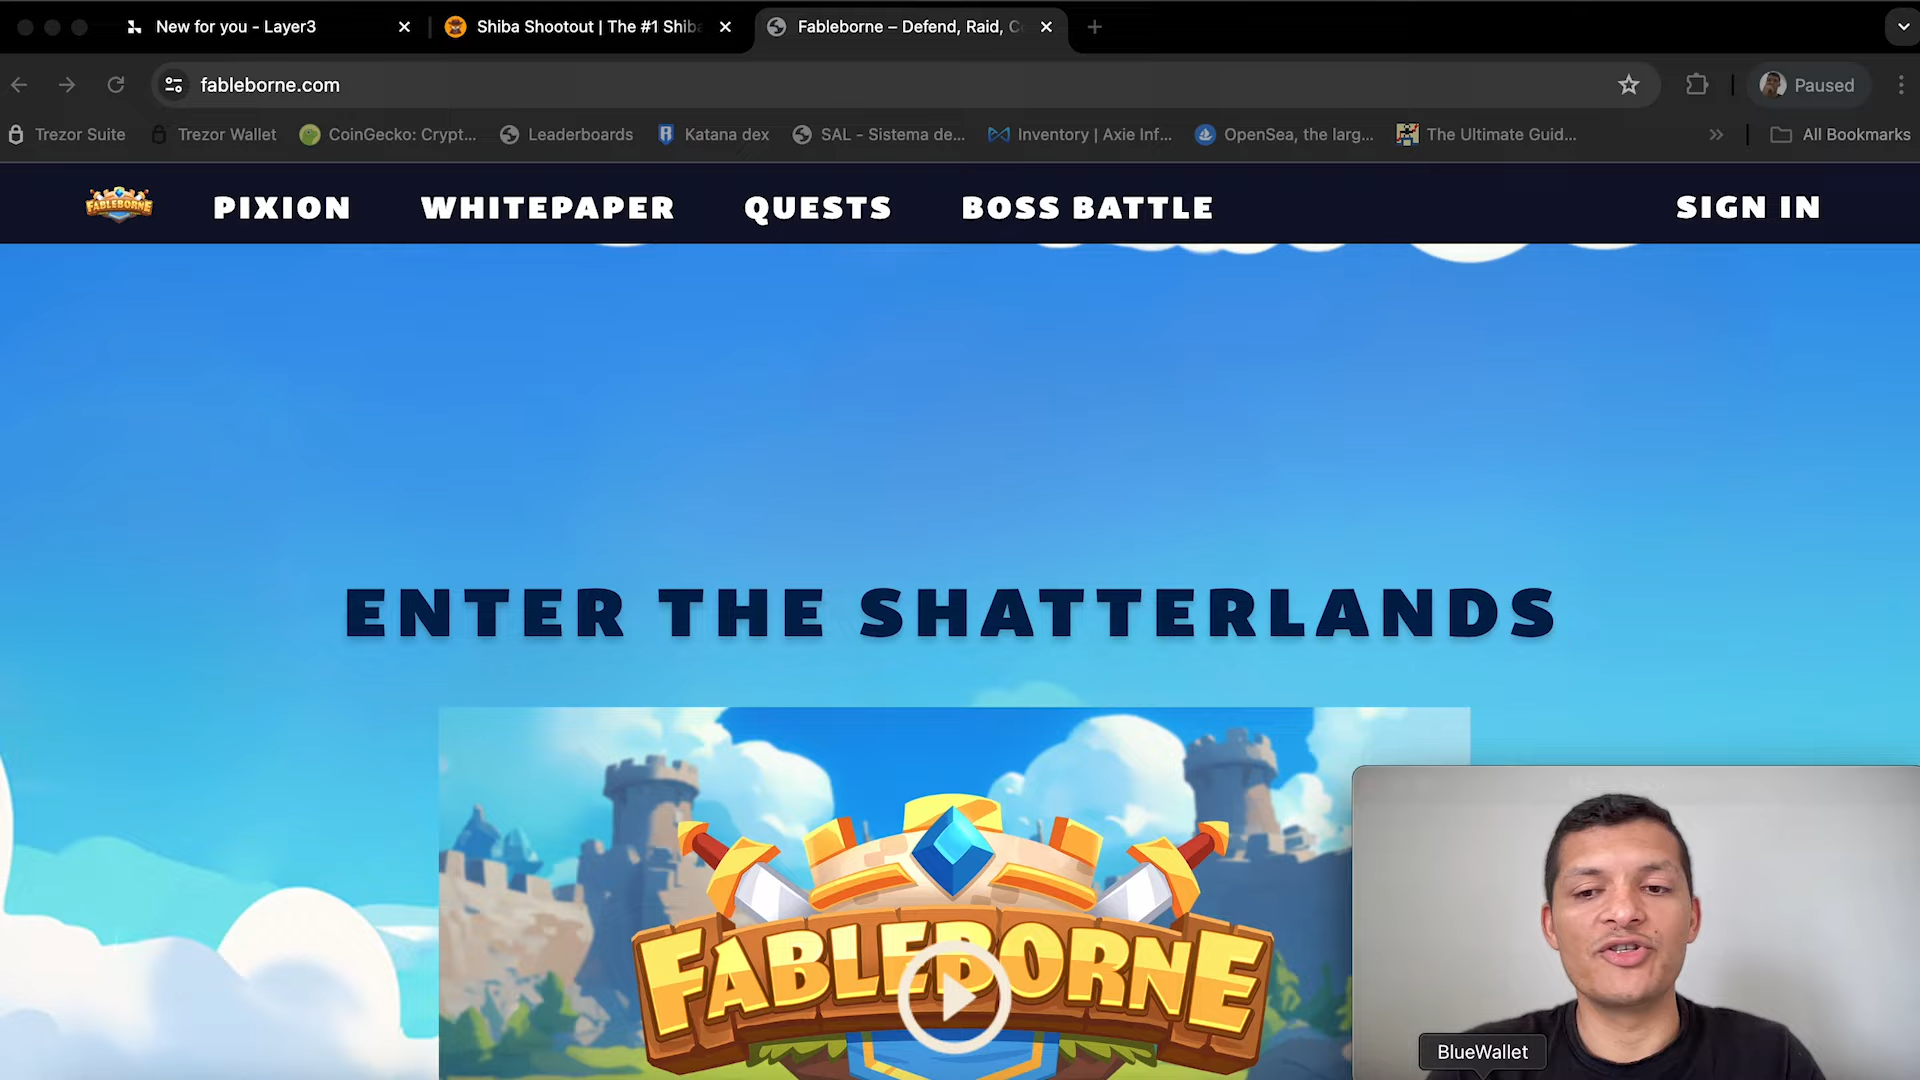 New for you - Layer3
Shiba Shootout | The #1 Shiba
Fableborne – Defend, Raid, C
fableborne.com
Paused
Trezor Suite
Trezor Wallet
CoinGecko: Crypt...
Leaderboards
Katana dex
SAL - Sistema de...
Inventory | Axie Inf...
OpenSea, the larg...
The Ultimate Guid...
All Bookmarks
FABLEBORNE
PIXION
WHITEPAPER
QUESTS
BOSS BATTLE
SIGN IN
ENTER THE SHATTERLANDS
FABLEBORNE
BlueWallet